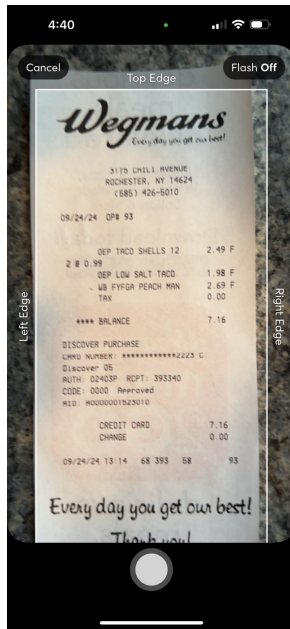 4:40
Cancel
Flash Off
Top Edge
Wegmans
Every day you get our best!
3175 CHILI AVENUE
ROCHESTER, NY 14624
(585) 426-5010
09/24/24 OP# 93
OEP TACO SHELLS 12 2.49 F
2 @ 0.99
OEP LOW SALT TACO 1.98 F
WB FYFGA PEACH MAN 2.69 F
TAX 0.00
**** BALANCE 7.16
Left Edge
Right Edge
DISCOVER PURCHASE
CARD NUMBER: ************2223 C
Discover 05
AUTH: 02403P RCPT: 393340
CODE: 0000 Approved
AID: A0000001523010
CREDIT CARD 7.16
CHANGE 0.00
09/24/24 13:14 68 393 58 93
Every day you get our best!
Thank you!